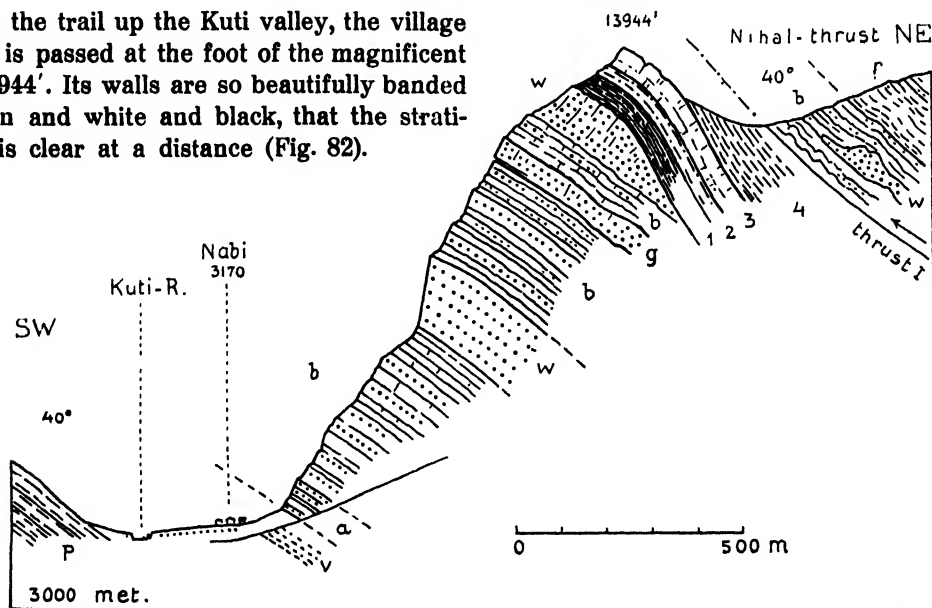 the trail up the Kuti valley, the village
is passed at the foot of the magnificent
944′. Its walls are so beautifully banded
n and white and black, that the strati-
is clear at a distance (Fig. 82).
13944′
Nihal-thrust NE
40°
r
b
w
w
1 2 3 4
b
g
thrust I
b
Nabi
3170
Kuti-R.
SW
w
b
40°
a
P
v
0 500 m
3000 met.